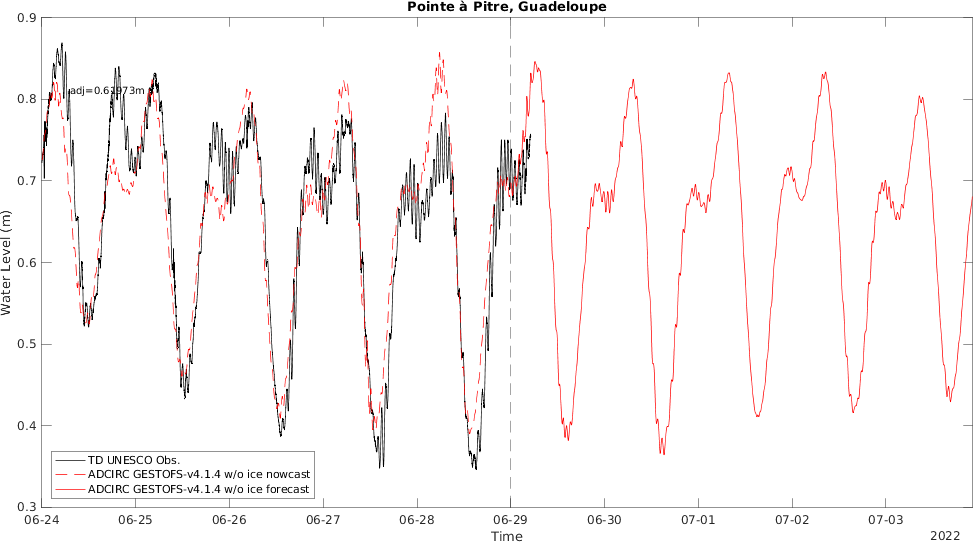 Pointe à Pitre, Guadeloupe
0.9
0.8
0.7
0.6
0.5
0.4
0.3
Water Level (m)
adj=0.61973m
TD UNESCO Obs.
ADCIRC GESTOFS-v4.1.4 w/o ice nowcast
ADCIRC GESTOFS-v4.1.4 w/o ice forecast
06-24 06-25 06-26 06-27 06-28 06-29 06-30 07-01 07-02 07-03
Time
2022